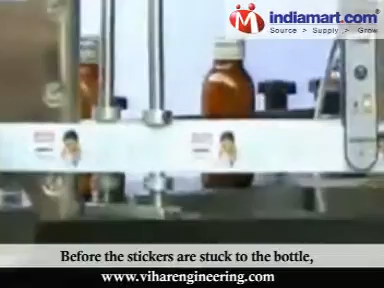 indiamart.com
Source > Supply > Grow
Before the stickers are stuck to the bottle,
www.viharengineering.com